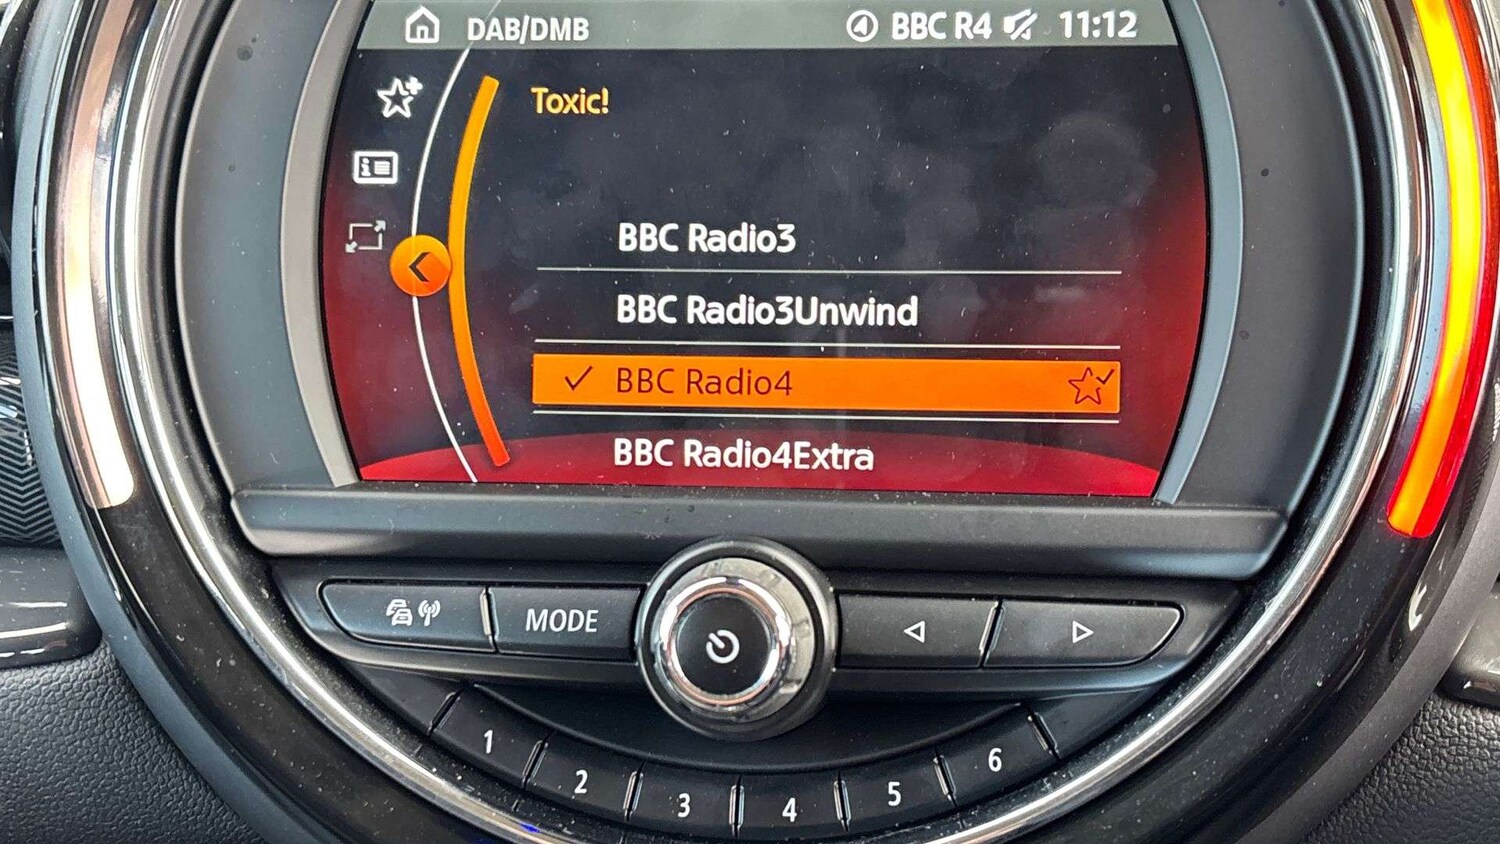 DAB/DMB
4 BBC R4 11:12
Toxic!
BBC Radio3
BBC Radio3Unwind
BBC Radio4
BBC Radio4Extra
MODE
1
2
3
4
5
6